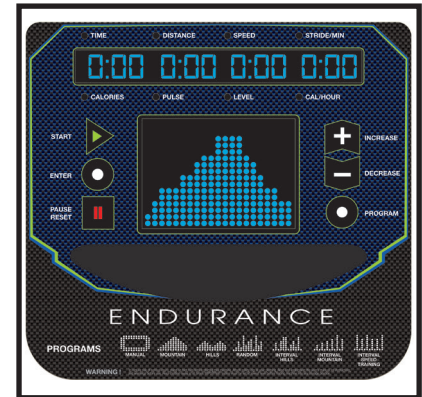 TIME DISTANCE SPEED STRIDE/MIN
0:00 0:00 0:00 0:00
CALORIES PULSE LEVEL CAL/HOUR
START
ENTER
PAUSE
RESET
INCREASE
DECREASE
PROGRAM
ENDURANCE
PROGRAMS
MANUAL MOUNTAIN HILLS RANDOM INTERVAL HILLS INTERVAL MOUNTAIN INTERVAL SPEED TRAINING
WARNING !